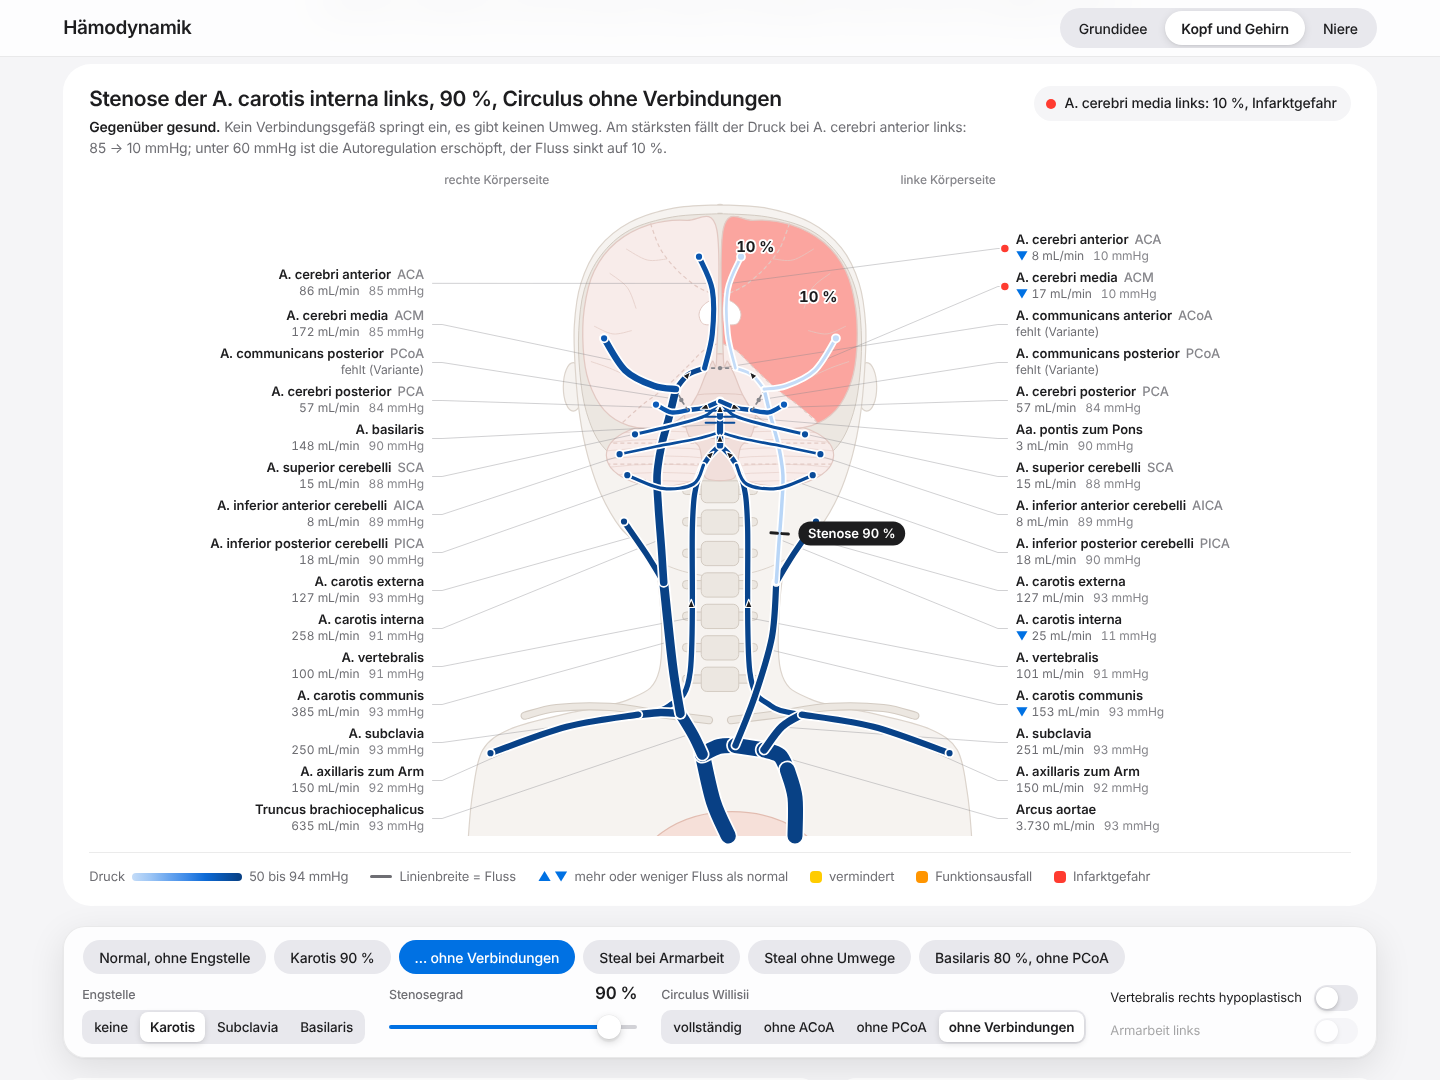 Hämodynamik
Grundidee
Kopf und Gehirn
Niere
Stenose der A. carotis interna links, 90 %, Circulus ohne Verbindungen
A. cerebri media links: 10 %, Infarktgefahr
Gegenüber gesund. Kein Verbindungsgefäß springt ein, es gibt keinen Umweg. Am stärksten fällt der Druck bei A. cerebri anterior links:
85 → 10 mmHg; unter 60 mmHg ist die Autoregulation erschöpft, der Fluss sinkt auf 10 %.
rechte Körperseite
linke Körperseite
A. cerebri anterior ACA
86 mL/min 85 mmHg
A. cerebri media ACM
172 mL/min 85 mmHg
A. communicans posterior PCoA
fehlt (Variante)
A. cerebri posterior PCA
57 mL/min 84 mmHg
A. basilaris
148 mL/min 90 mmHg
A. superior cerebelli SCA
15 mL/min 88 mmHg
A. inferior anterior cerebelli AICA
8 mL/min 89 mmHg
A. inferior posterior cerebelli PICA
18 mL/min 90 mmHg
A. carotis externa
127 mL/min 93 mmHg
A. carotis interna
258 mL/min 91 mmHg
A. vertebralis
100 mL/min 91 mmHg
A. carotis communis
385 mL/min 93 mmHg
A. subclavia
250 mL/min 93 mmHg
A. axillaris zum Arm
150 mL/min 92 mmHg
Truncus brachiocephalicus
635 mL/min 93 mmHg
10 %
10 %
Stenose 90 %
A. cerebri anterior ACA
▼ 8 mL/min 10 mmHg
A. cerebri media ACM
▼ 17 mL/min 10 mmHg
A. communicans anterior ACoA
fehlt (Variante)
A. communicans posterior PCoA
fehlt (Variante)
A. cerebri posterior PCA
57 mL/min 84 mmHg
Aa. pontis zum Pons
3 mL/min 90 mmHg
A. superior cerebelli SCA
15 mL/min 88 mmHg
A. inferior anterior cerebelli AICA
8 mL/min 89 mmHg
A. inferior posterior cerebelli PICA
18 mL/min 90 mmHg
A. carotis externa
127 mL/min 93 mmHg
A. carotis interna
▼ 25 mL/min 11 mmHg
A. vertebralis
101 mL/min 91 mmHg
A. carotis communis
▼ 153 mL/min 93 mmHg
A. subclavia
251 mL/min 93 mmHg
A. axillaris zum Arm
150 mL/min 92 mmHg
Arcus aortae
3.730 mL/min 93 mmHg
Druck 50 bis 94 mmHg
Linienbreite = Fluss
▲▼ mehr oder weniger Fluss als normal
vermindert
Funktionsausfall
Infarktgefahr
Normal, ohne Engstelle
Karotis 90 %
... ohne Verbindungen
Steal bei Armarbeit
Steal ohne Umwege
Basilaris 80 %, ohne PCoA
Engstelle
keine
Karotis
Subclavia
Basilaris
Stenosegrad 90 %
Circulus Willisii
vollständig
ohne ACoA
ohne PCoA
ohne Verbindungen
Vertebralis rechts hypoplastisch
Armarbeit links